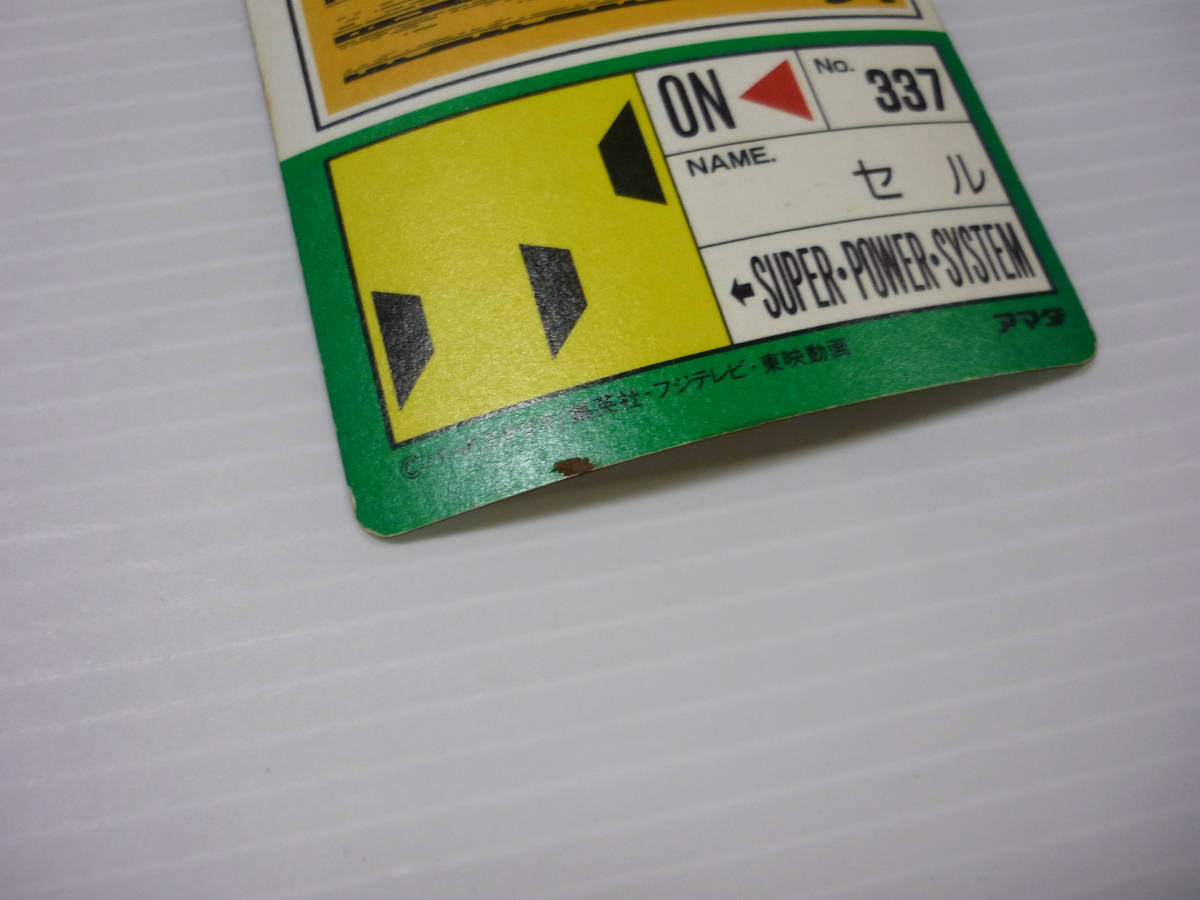 ON
No. 337
NAME.
セル
←SUPER・POWER・SYSTEM
アマダ
集英社・フジテレビ・東映動画